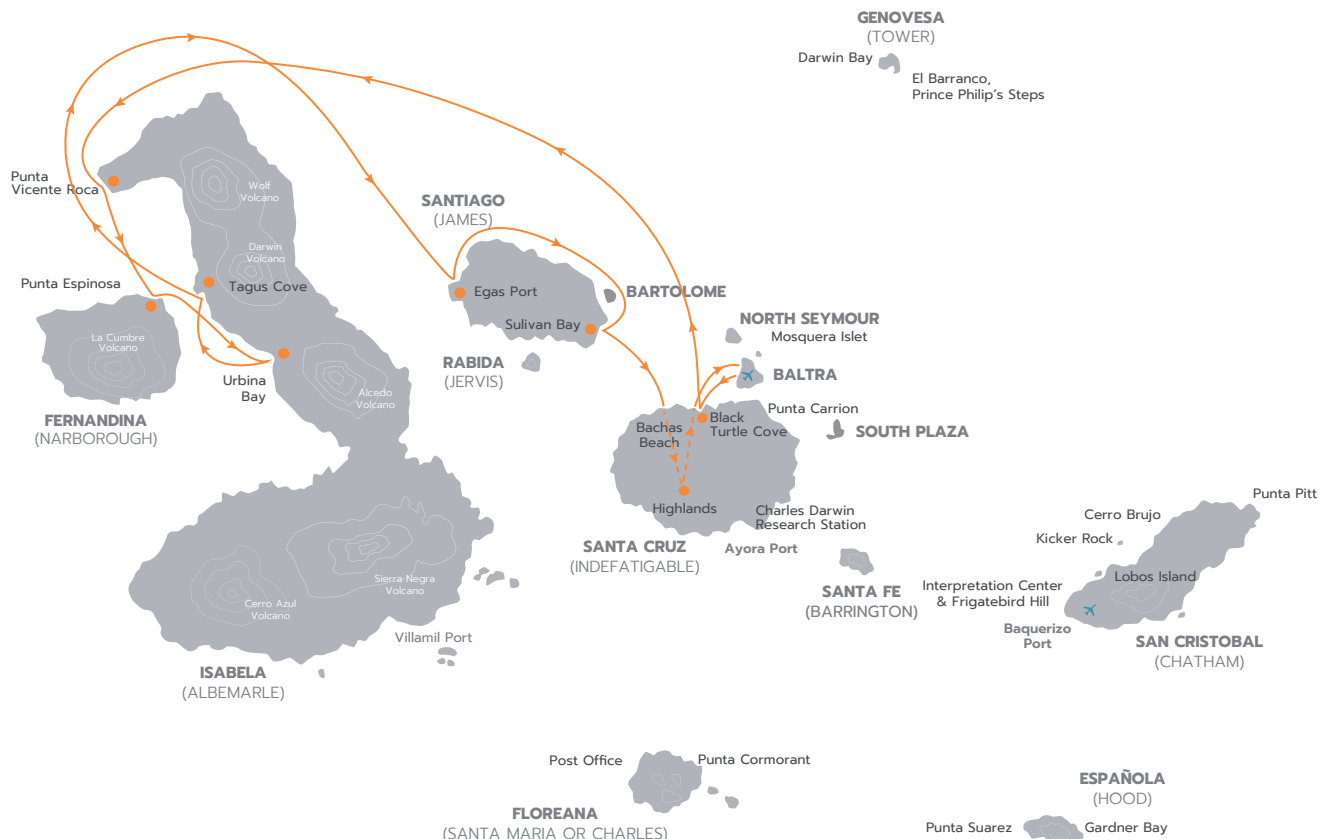 GENOVESA
(TOWER)
Darwin Bay
El Barranco,
Prince Philip's Steps
Punta
Vicente Roca
Wolf
Volcano
SANTIAGO
(JAMES)
Darwin
Volcano
Punta Espinosa
Tagus Cove
Egas Port
BARTOLOME
Sulivan Bay
NORTH SEYMOUR
Mosquera Islet
La Cumbre
Volcano
RABIDA
(JERVIS)
BALTRA
Urbina
Bay
Alcedo
Volcano
FERNANDINA
(NARBOROUGH)
Punta Carrion
Bachas
Beach
Black
Turtle Cove
SOUTH PLAZA
Highlands
Charles Darwin
Research Station
Punta Pitt
Cerro Brujo
Kicker Rock
SANTA CRUZ
(INDEFATIGABLE)
Ayora Port
Lobos Island
Sierra Negra
Volcano
Cerro Azul
Volcano
SANTA FE
(BARRINGTON)
Interpretation Center
& Frigatebird Hill
Baquerizo
Port
SAN CRISTOBAL
(CHATHAM)
Villamil Port
ISABELA
(ALBEMARLE)
Post Office
Punta Cormorant
FLOREANA
(SANTA MARIA OR CHARLES)
ESPAÑOLA
(HOOD)
Punta Suarez
Gardner Bay